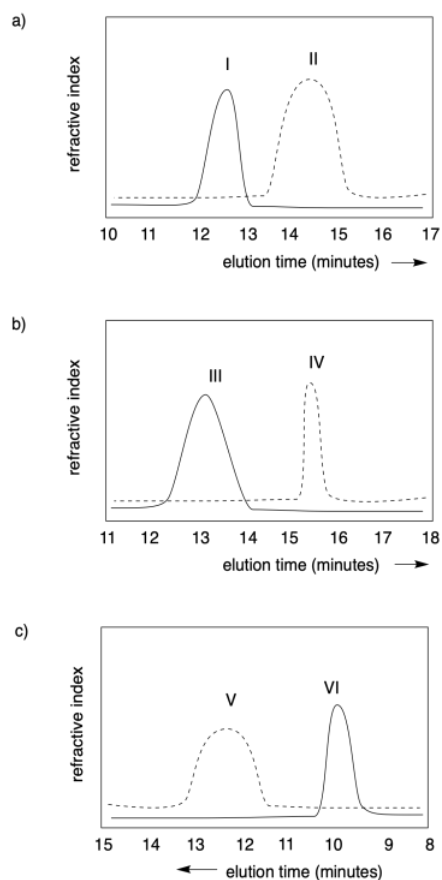 a)
I
II
refractive index
10 11 12 13 14 15 16 17
elution time (minutes)
b)
III
IV
refractive index
11 12 13 14 15 16 17 18
elution time (minutes)
c)
V
VI
refractive index
15 14 13 12 11 10 9 8
elution time (minutes)